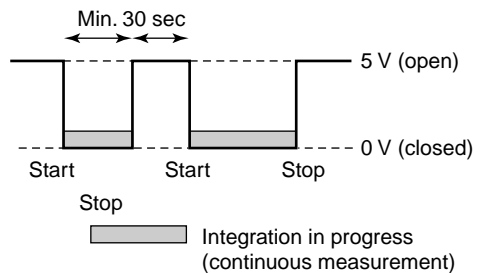 Min. 30 sec
5 V (open)
0 V (closed)
Start Start Stop
Stop
Integration in progress
(continuous measurement)